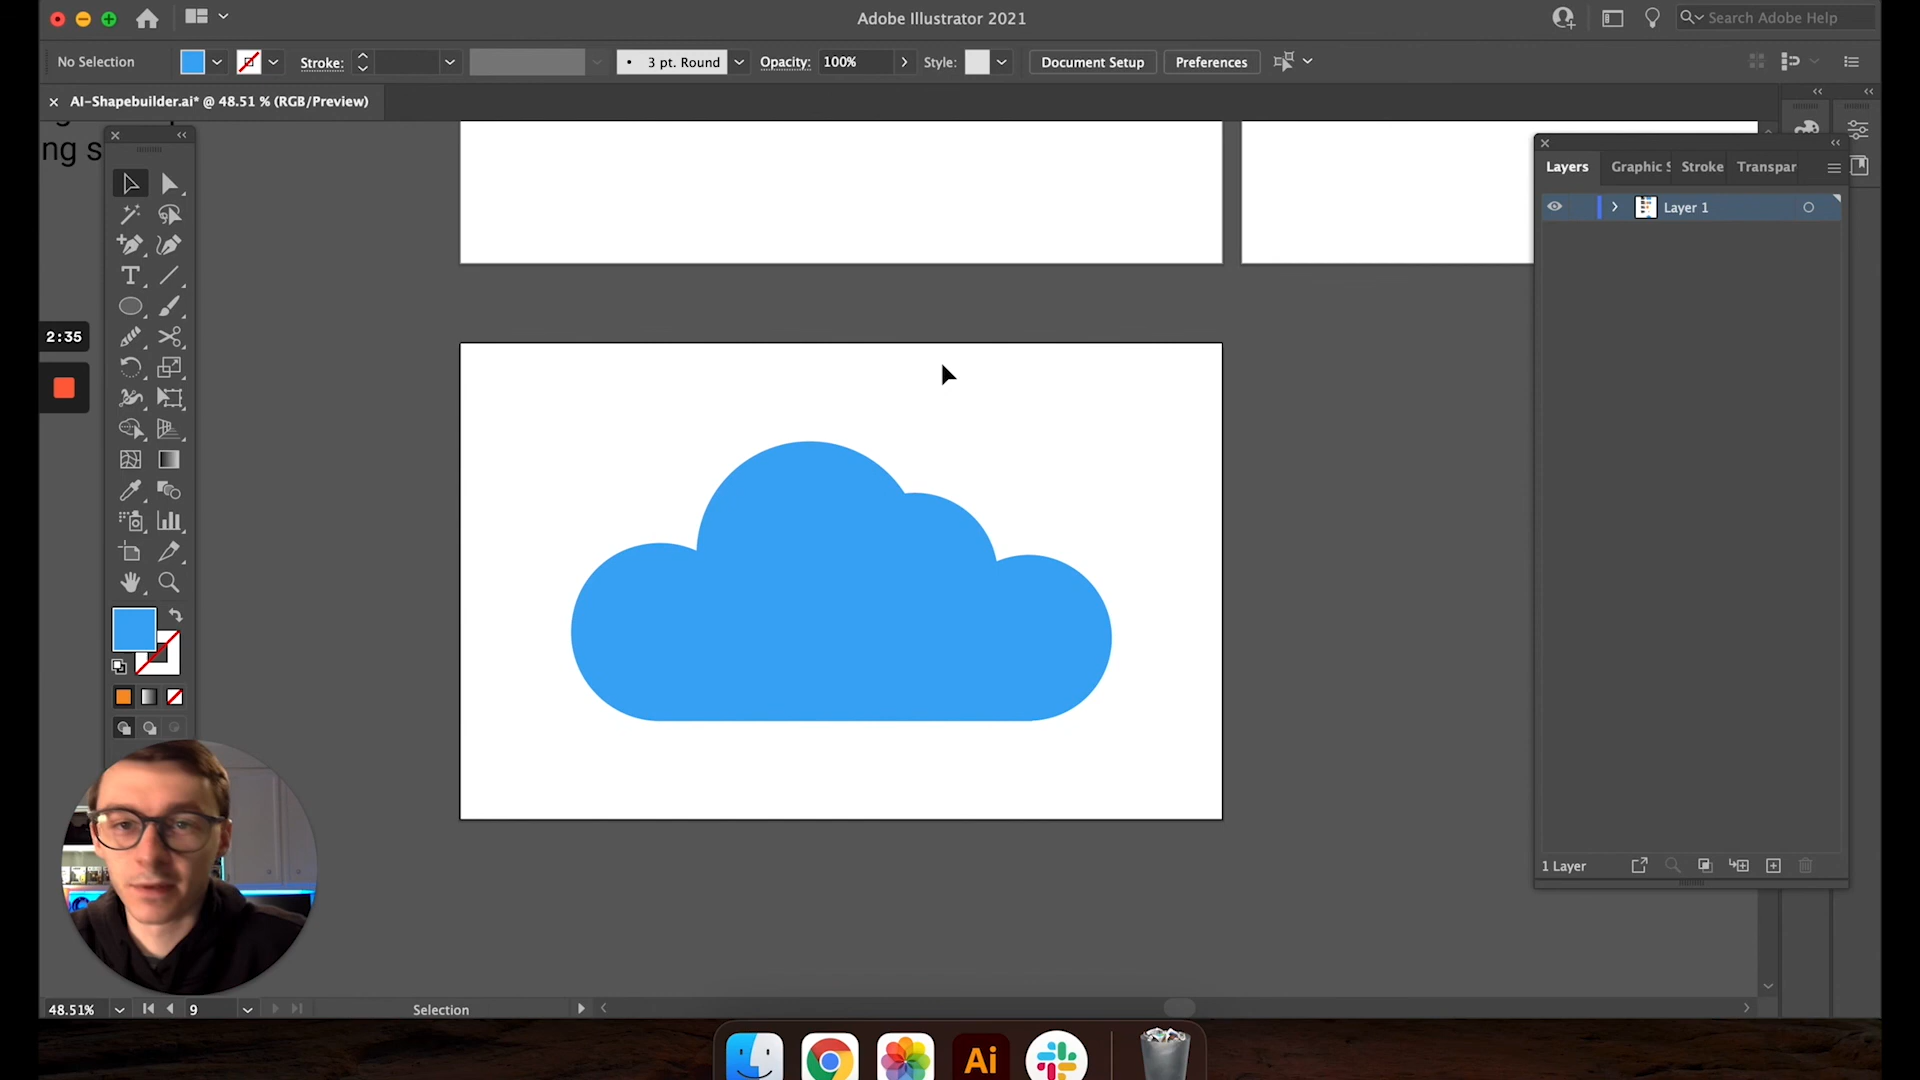 Adobe Illustrator 2021
Search Adobe Help
No Selection
Stroke:
3 pt. Round
Opacity:
100%
Style:
Document Setup
Preferences
AI-Shapebuilder.ai* @ 48.51 % (RGB/Preview)
ng s
Layers
Graphic S
Stroke
Transpar
Layer 1
2:35
1 Layer
48.51%
9
Selection
Ai